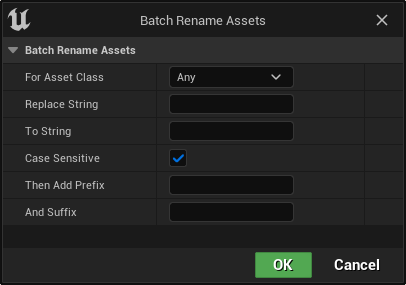 Batch Rename Assets
Batch Rename Assets
For Asset Class Any
Replace String
To String
Case Sensitive
Then Add Prefix
And Suffix
OK Cancel